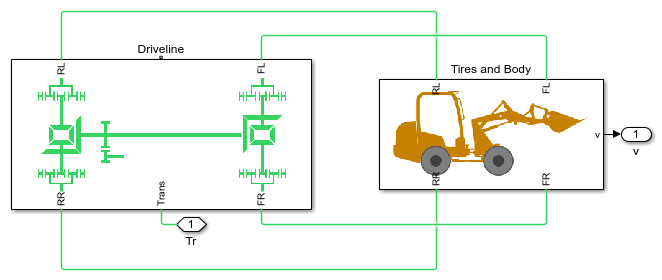 Driveline
RL
FL
RR
Trans
FR
1
Tr
Tires and Body
RL
FL
RR
FR
v
1
v